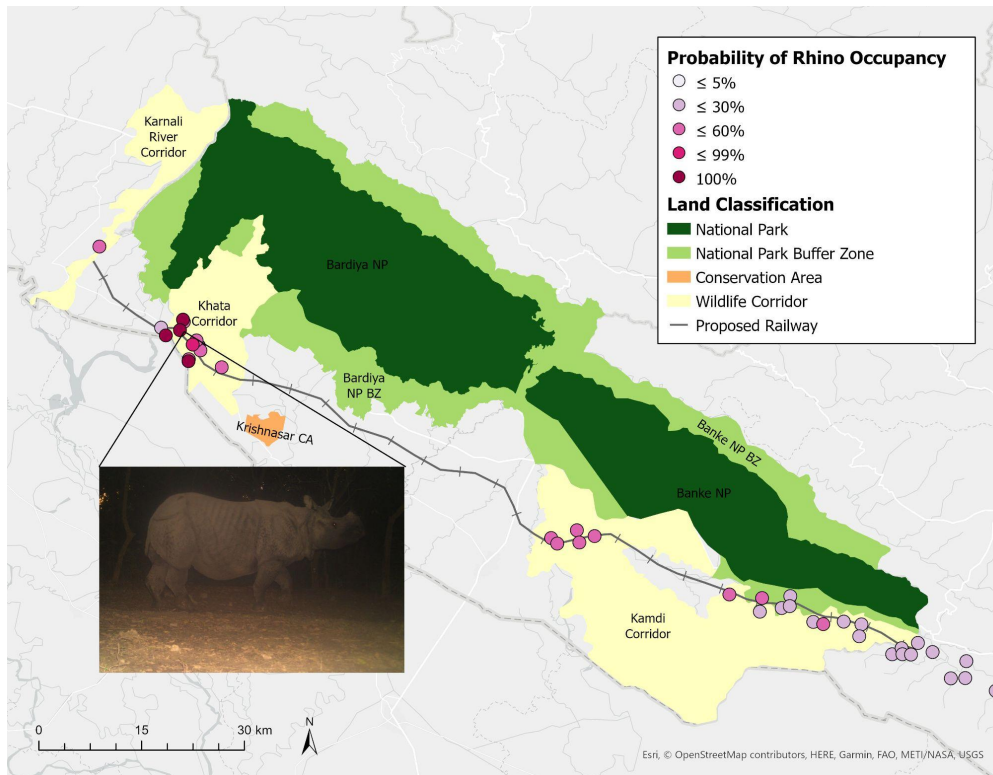 Probability of Rhino Occupancy
≤ 5%
≤ 30%
≤ 60%
≤ 99%
100%
Land Classification
National Park
National Park Buffer Zone
Conservation Area
Wildlife Corridor
Proposed Railway
Karnali
River
Corridor
Bardiya NP
Khata
Corridor
Bardiya
NP BZ
Krishnasar CA
Banke NP BZ
Banke NP
Kamdi
Corridor
0 15 30 km
N
Esri, © OpenStreetMap contributors, HERE, Garmin, FAO, METI/NASA, USGS